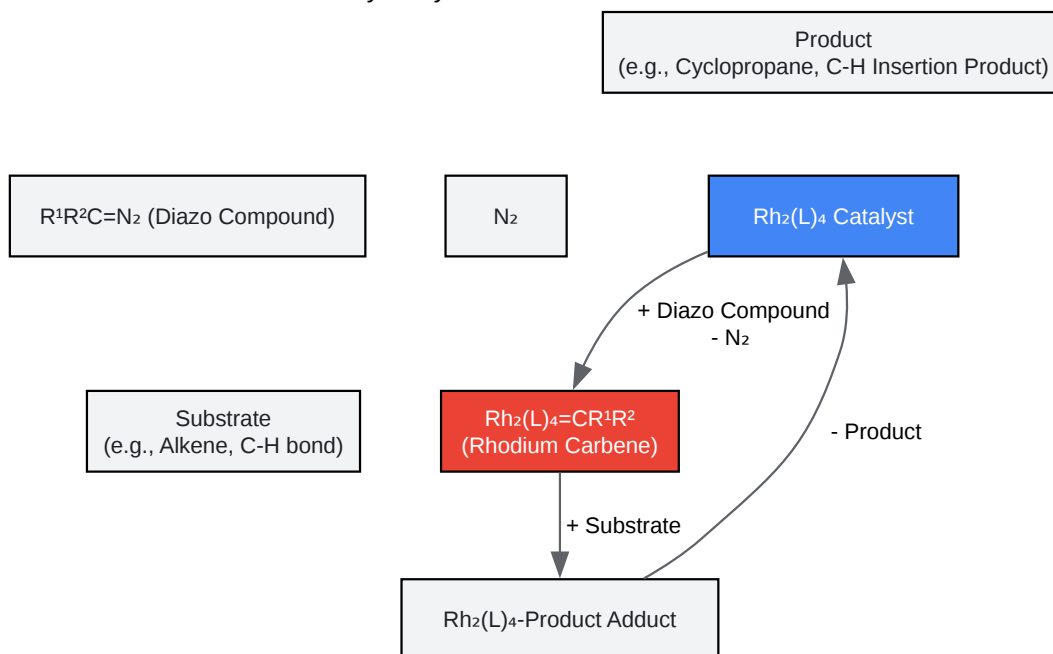 Product
(e.g., Cyclopropane, C-H Insertion Product)
R¹R²C=N₂ (Diazo Compound)
N₂
Rh₂(L)₄ Catalyst
+ Diazo Compound
- N₂
Substrate
(e.g., Alkene, C-H bond)
Rh₂(L)₄=CR¹R²
(Rhodium Carbene)
- Product
+ Substrate
Rh₂(L)₄-Product Adduct